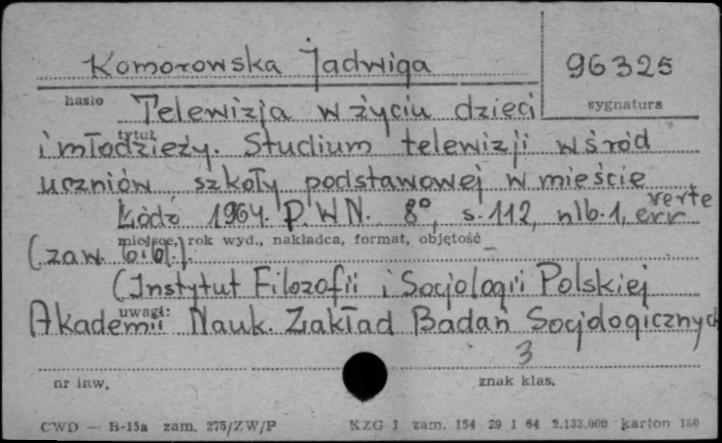 Komorowska Jadwiga
96325
hasło
sygnatura
Telewizja w życiu dzieci
tytuł
i młodzieży. Studium telewizji wśród
uczniów szkoły podstawowej w mieście
Łódź 1964. P.W.N. 8°, s. 112, nlb. 1, err. verte
miejsce, rok wyd., nakładca, format, objętość
(zaw. bibl.).
(Instytut Filozofii i Socjologii Polskiej
uwagi:
Akademii Nauk. Zakład Badań Socjologicznych
3
nr inw.
znak klas.
CWD — B-15a zam. 275/ZW/P
KZG 1 zam. 154 29 1 64 2.133.000 karton 160